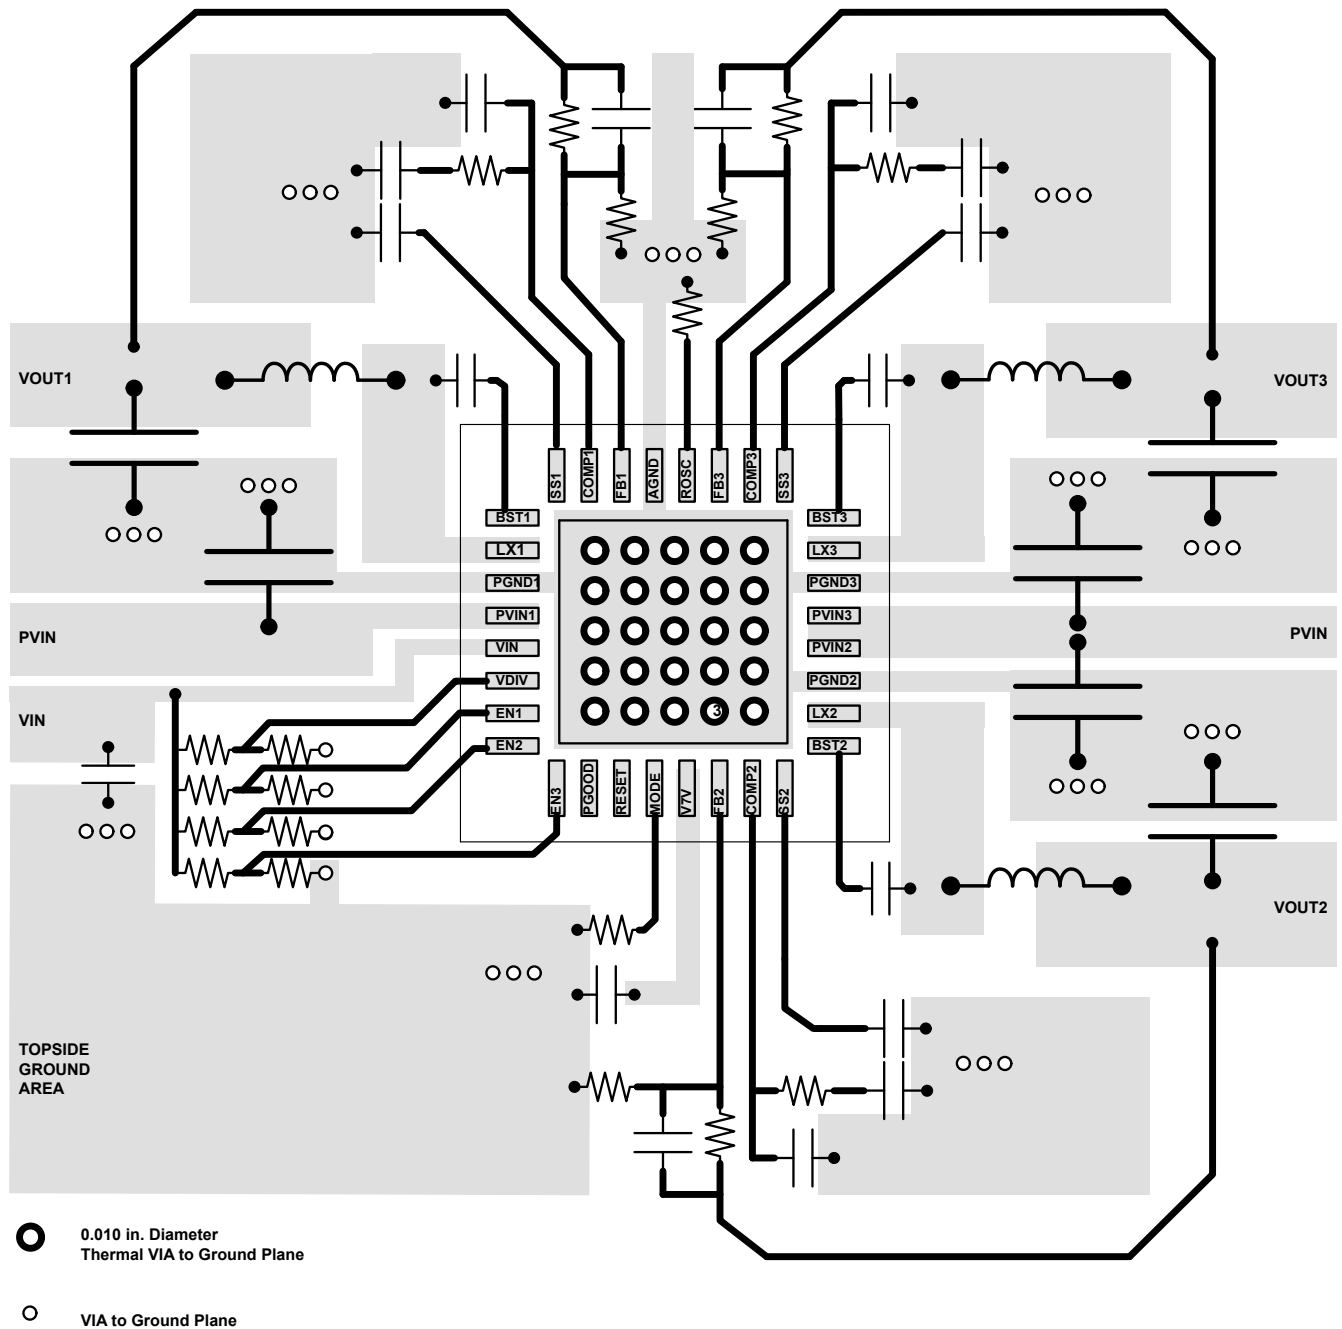 VOUT1
VOUT3
SS1
COMP1
FB1
AGND
ROSC
FB3
COMP3
SS3
BST1
BST3
LX1
LX3
PGND1
PGND3
PVIN1
PVIN3
PVIN
PVIN
VIN
PVIN2
VDIV
PGND2
VIN
EN1
3
LX2
EN2
BST2
EN3
PGOOD
RESET
MODE
V7V
FB2
COMP2
SS2
VOUT2
TOPSIDE
GROUND
AREA
0.010 in. Diameter
Thermal VIA to Ground Plane
VIA to Ground Plane